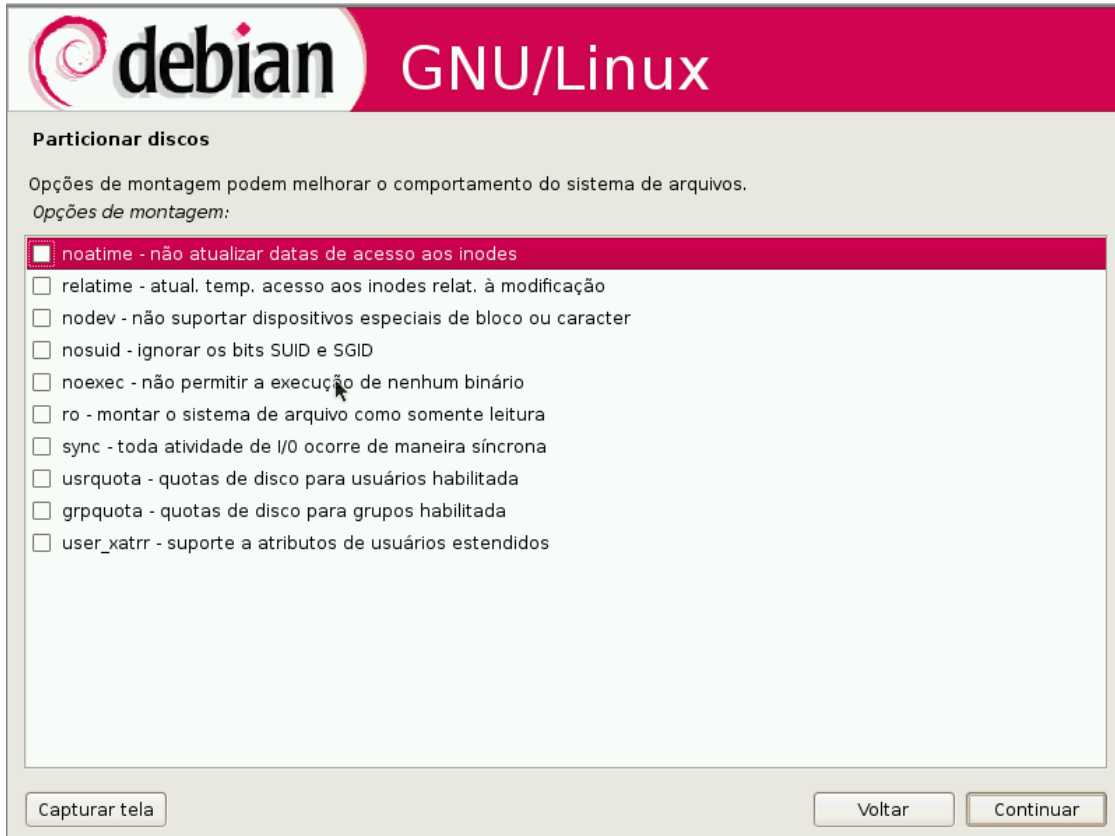 debian GNU/Linux
Particionar discos
Opções de montagem podem melhorar o comportamento do sistema de arquivos.
Opções de montagem:
noatime - não atualizar datas de acesso aos inodes
relatime - atual. temp. acesso aos inodes relat. à modificação
nodev - não suportar dispositivos especiais de bloco ou caracter
nosuid - ignorar os bits SUID e SGID
noexec - não permitir a execução de nenhum binário
ro - montar o sistema de arquivo como somente leitura
sync - toda atividade de I/0 ocorre de maneira síncrona
usrquota - quotas de disco para usuários habilitada
grpquota - quotas de disco para grupos habilitada
user_xatrr - suporte a atributos de usuários estendidos
Capturar tela Voltar Continuar